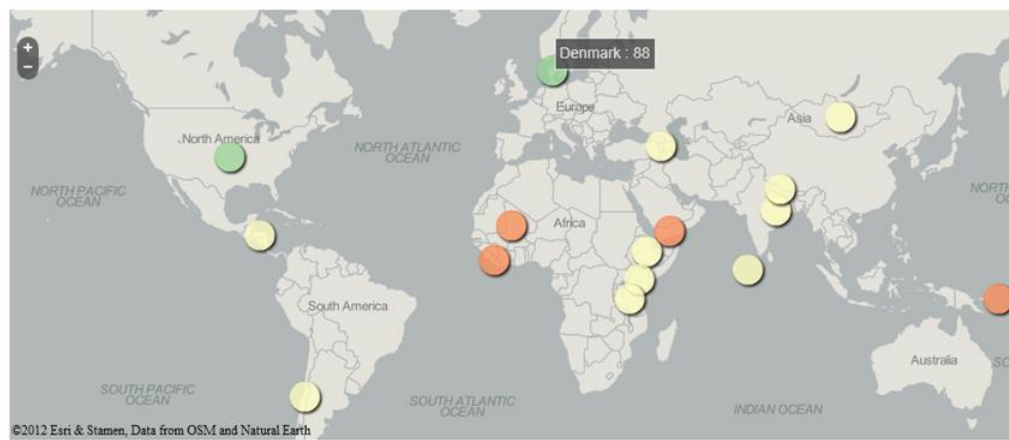 +
−
Denmark : 88
Europe
Asia
North America
NORTH ATLANTIC
OCEAN
NORTH PACIFIC
OCEAN
NORTH
Africa
South America
Australia
SOUTH PACIFIC
OCEAN
SOUTH ATLANTIC
OCEAN
INDIAN OCEAN
©2012 Esri & Stamen, Data from OSM and Natural Earth